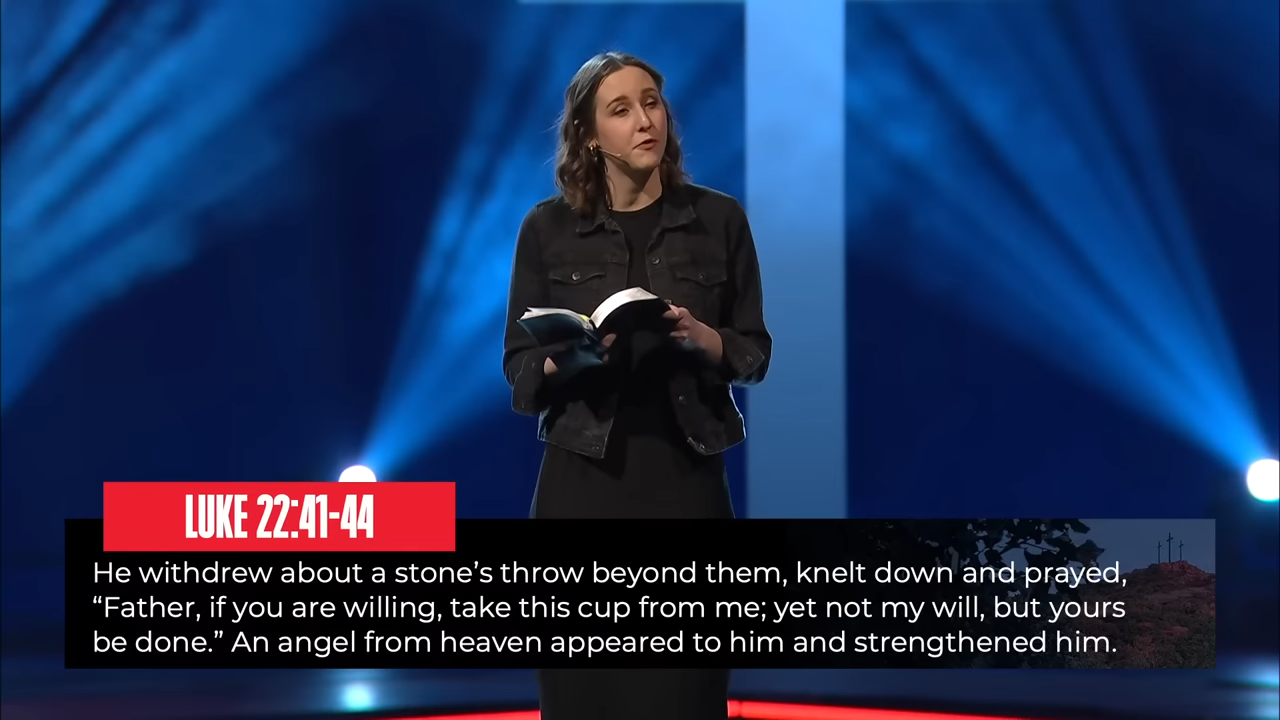 LUKE 22:41-44
He withdrew about a stone’s throw beyond them, knelt down and prayed,
“Father, if you are willing, take this cup from me; yet not my will, but yours
be done.” An angel from heaven appeared to him and strengthened him.